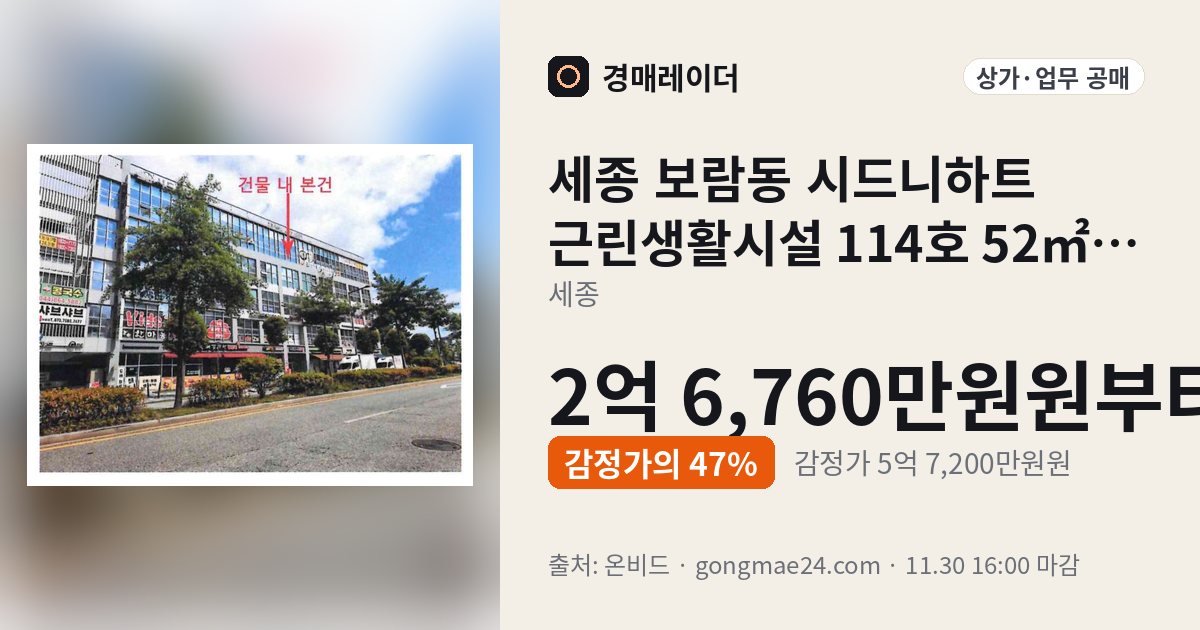 경매레이더
상가·업무 공매
세종 보람동 시드니하트
근린생활시설 114호 52㎡…
세종
2억 6,760만원원부터
감정가의 47%
감정가 5억 7,200만원원
출처: 온비드 · gongmae24.com · 11.30 16:00 마감
건물 내 본건
샤브샤브